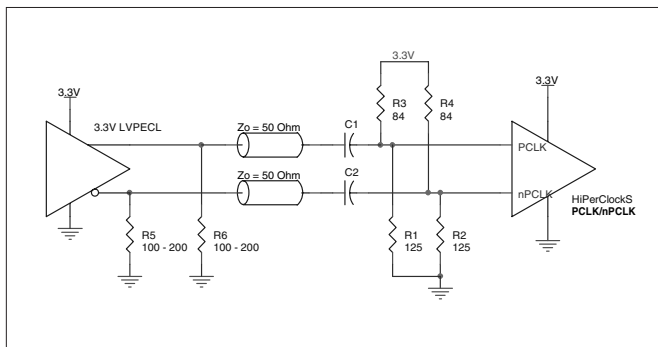 3.3V
3.3V LVPECL
Zo = 50 Ohm
C1
3.3V
R3
84
R4
84
3.3V
PCLK
Zo = 50 Ohm
C2
nPCLK
HiPerClockS
PCLK/nPCLK
R5
100 - 200
R6
100 - 200
R1
125
R2
125